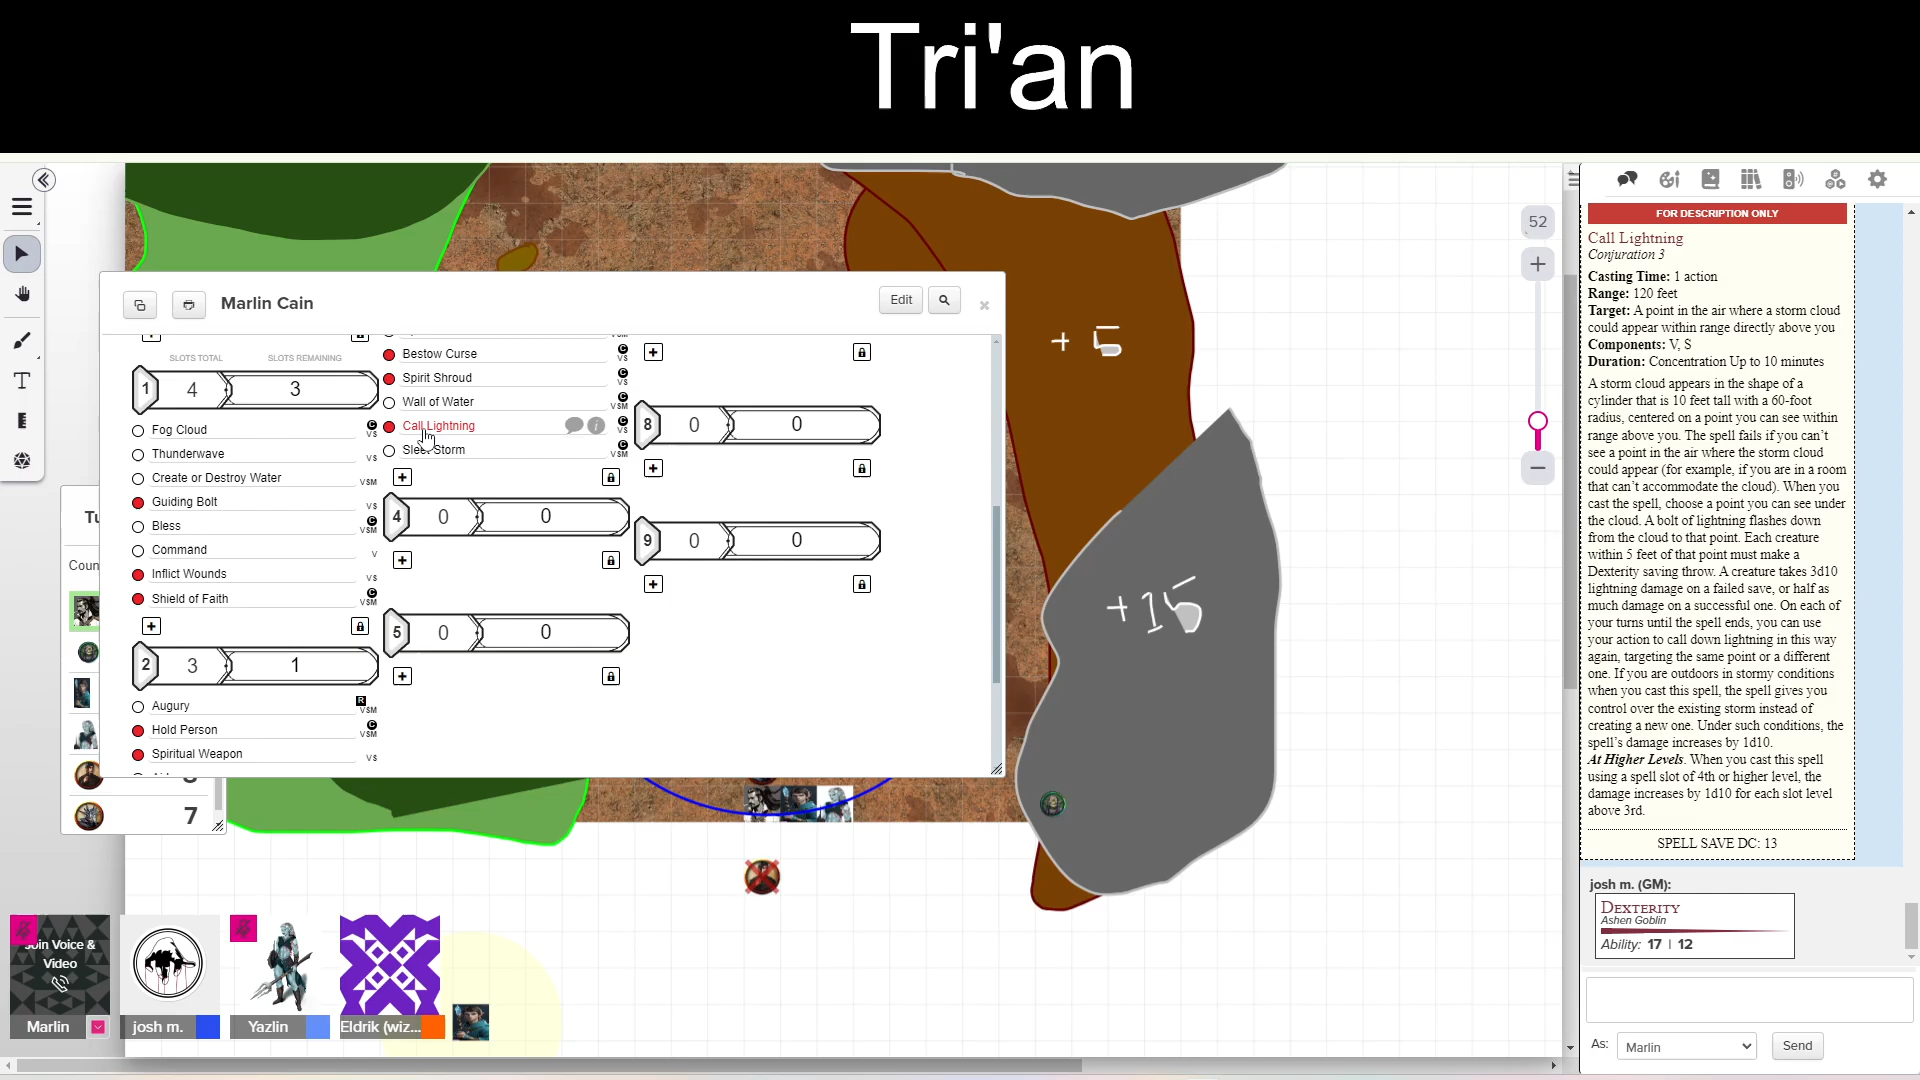 Tri'an
52
Marlin Cain
Edit
SLOTS TOTAL
SLOTS REMAINING
1
4
3
Fog Cloud
C
VS
Thunderwave
VS
Create or Destroy Water
VSM
Guiding Bolt
VS
Bless
C
VSM
Command
V
Inflict Wounds
VS
Shield of Faith
C
VSM
2
3
1
Augury
R
VSM
Hold Person
C
VSM
Spiritual Weapon
VS
Bestow Curse
C
VS
Spirit Shroud
C
VS
Wall of Water
C
VSM
Call Lightning
C
VS
Sleet Storm
C
VSM
4
0
0
5
0
0
8
0
0
9
0
0
+ 5
+ 15
Tu
Coun
7
FOR DESCRIPTION ONLY
Call Lightning
Conjuration 3
Casting Time: 1 action
Range: 120 feet
Target: A point in the air where a storm cloud
could appear within range directly above you
Components: V, S
Duration: Concentration Up to 10 minutes
A storm cloud appears in the shape of a
cylinder that is 10 feet tall with a 60-foot
radius, centered on a point you can see within
range above you. The spell fails if you can't
see a point in the air where the storm cloud
could appear (for example, if you are in a room
that can't accommodate the cloud). When you
cast the spell, choose a point you can see under
the cloud. A bolt of lightning flashes down
from the cloud to that point. Each creature
within 5 feet of that point must make a
Dexterity saving throw. A creature takes 3d10
lightning damage on a failed save, or half as
much damage on a successful one. On each of
your turns until the spell ends, you can use
your action to call down lightning in this way
again, targeting the same point or a different
one. If you are outdoors in stormy conditions
when you cast this spell, the spell gives you
control over the existing storm instead of
creating a new one. Under such conditions, the
spell's damage increases by 1d10.
At Higher Levels. When you cast this spell
using a spell slot of 4th or higher level, the
damage increases by 1d10 for each slot level
above 3rd.
SPELL SAVE DC: 13
josh m. (GM):
DEXTERITY
Ashen Goblin
Ability: 17 | 12
As:
Marlin
Send
Join Voice &
Video
Marlin
josh m.
Yazlin
Eldrik (wiz...